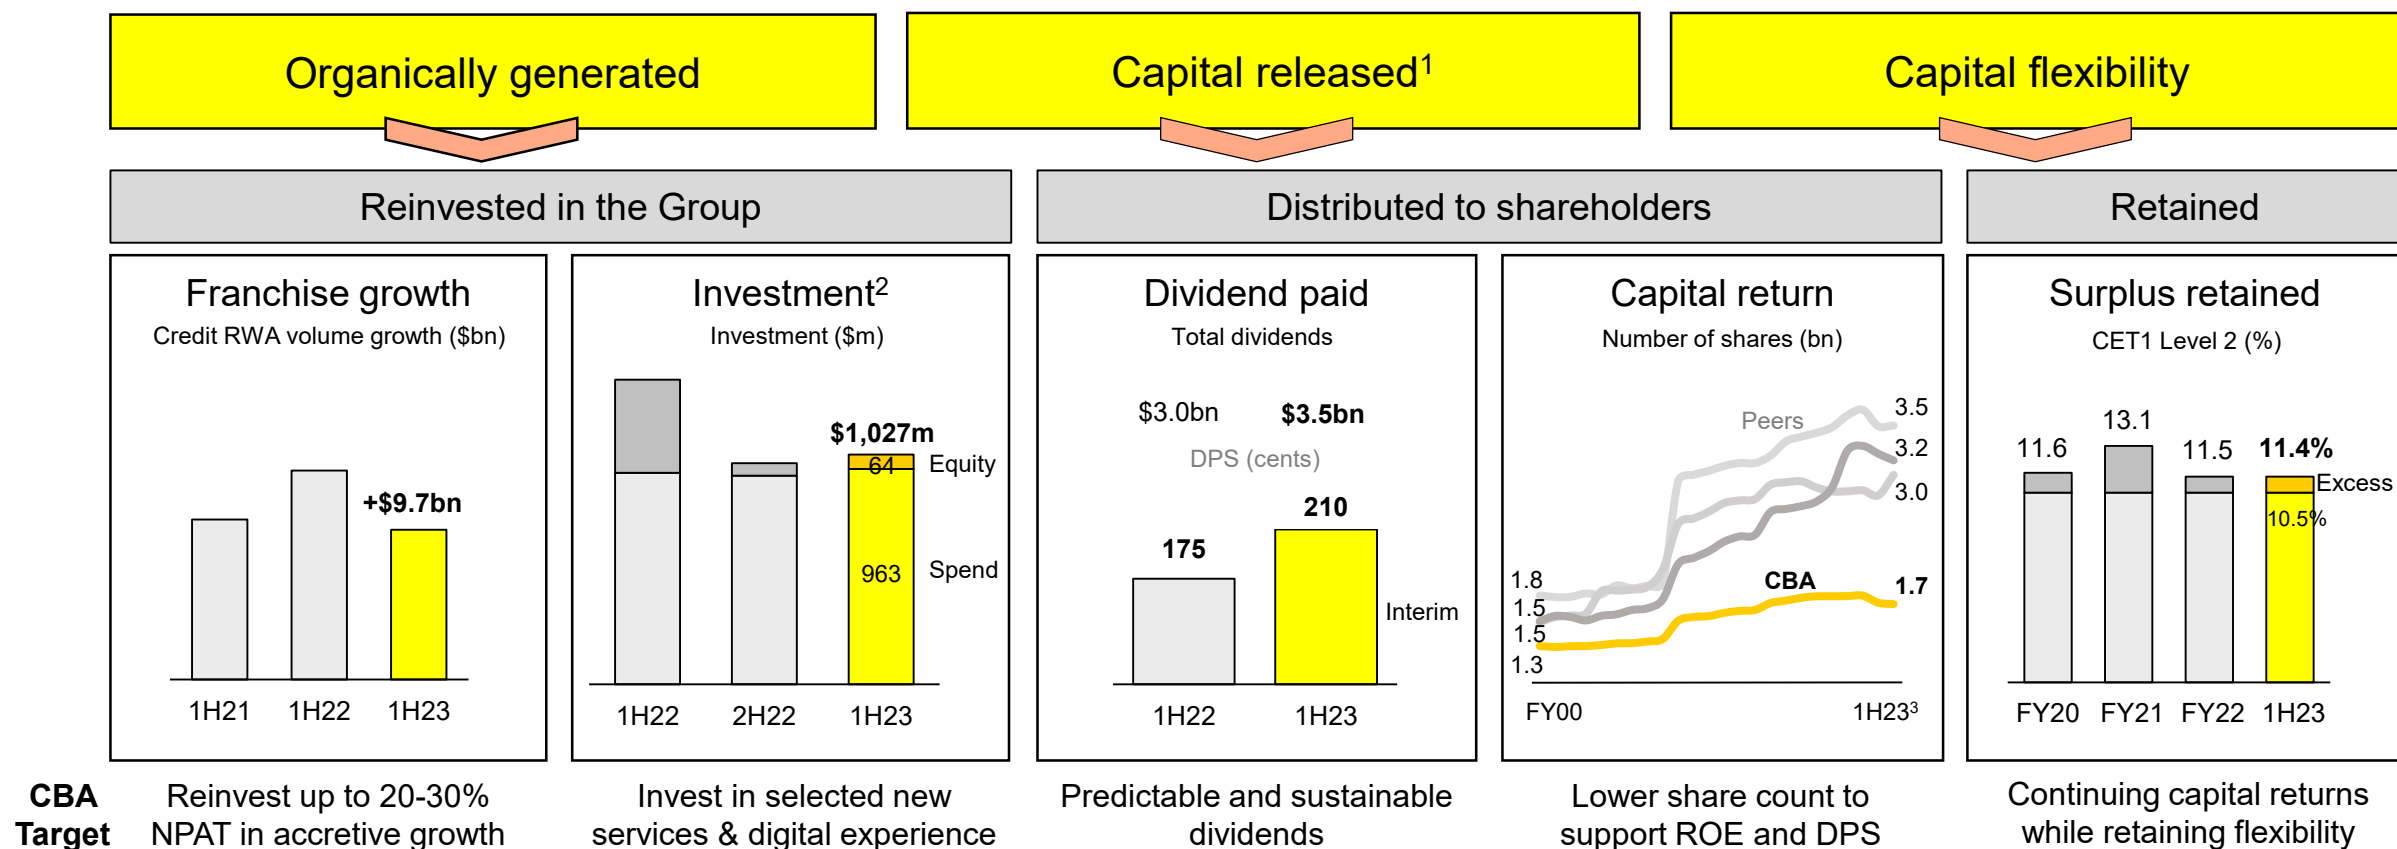 Organically generated
Capital released1
Capital flexibility
Reinvested in the Group
Distributed to shareholders
Retained
Franchise growth
Credit RWA volume growth ($bn)
+$9.7bn
1H21 1H22 1H23
Investment2
Investment ($m)
$1,027m
64 Equity
963 Spend
1H22 2H22 1H23
Dividend paid
Total dividends
$3.0bn $3.5bn
DPS (cents)
210
175
Interim
1H22 1H23
Capital return
Number of shares (bn)
Peers
3.5
3.2
3.0
1.8
1.5
1.5
1.3
CBA
1.7
FY00 1H233
Surplus retained
CET1 Level 2 (%)
11.6 13.1 11.5 11.4%
Excess
10.5%
FY20 FY21 FY22 1H23
CBA
Target
Reinvest up to 20-30%
NPAT in accretive growth
Invest in selected new
services & digital experience
Predictable and sustainable
dividends
Lower share count to
support ROE and DPS
Continuing capital returns
while retaining flexibility